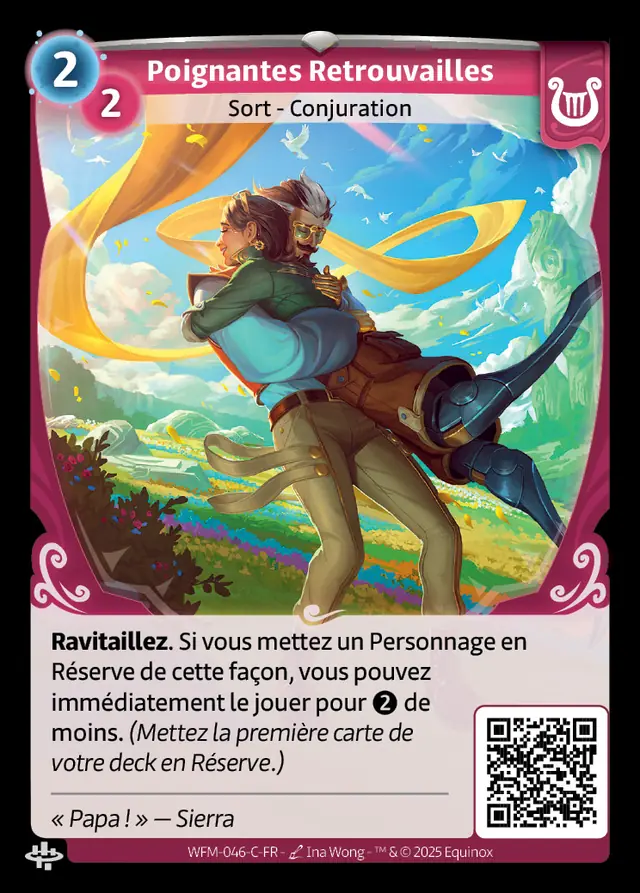 2
2
Poignantes Retrouvailles
Sort - Conjuration
Ravitaillez. Si vous mettez un Personnage en
Réserve de cette façon, vous pouvez
immédiatement le jouer pour 2 de
moins. (Mettez la première carte de
votre deck en Réserve.)
« Papa ! » — Sierra
WFM-046-C-FR - Ina Wong - ™ & © 2025 Equinox